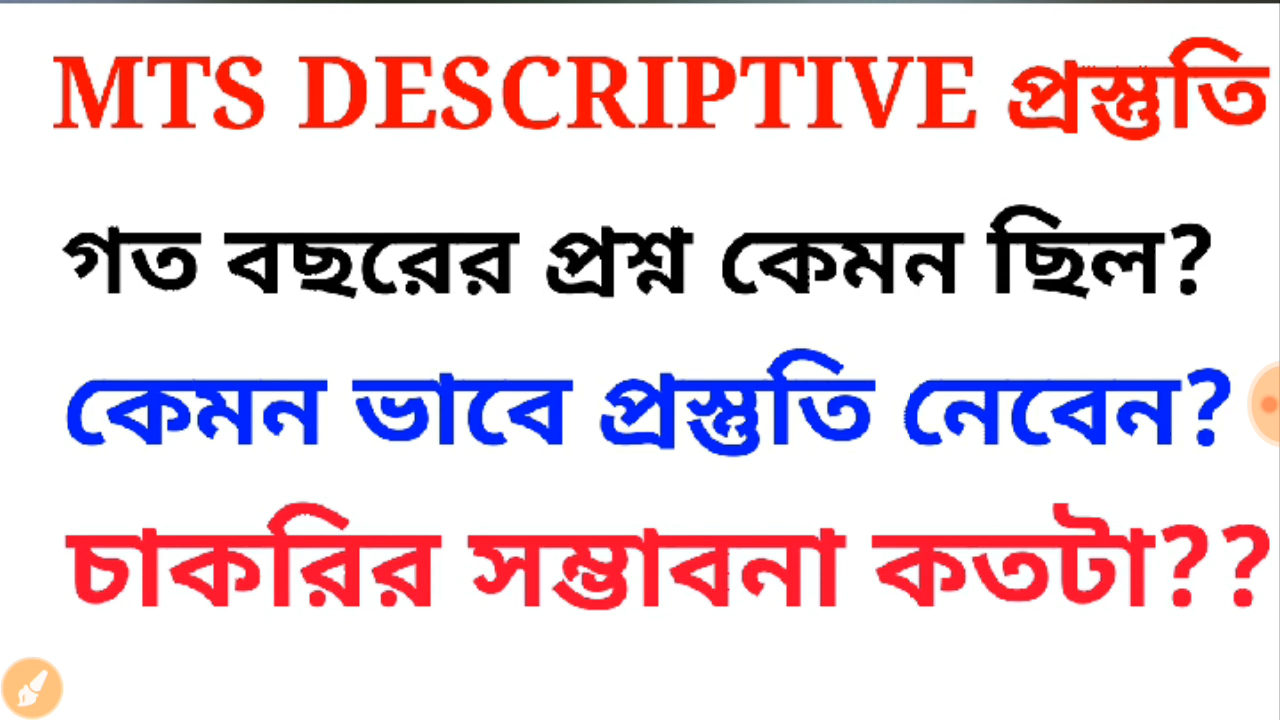 MTS DESCRIPTIVE প্রস্তুতি
গত বছরের প্রশ্ন কেমন ছিল?
কেমন ভাবে প্রস্তুতি নেবেন?
চাকরির সম্ভাবনা কতটা??